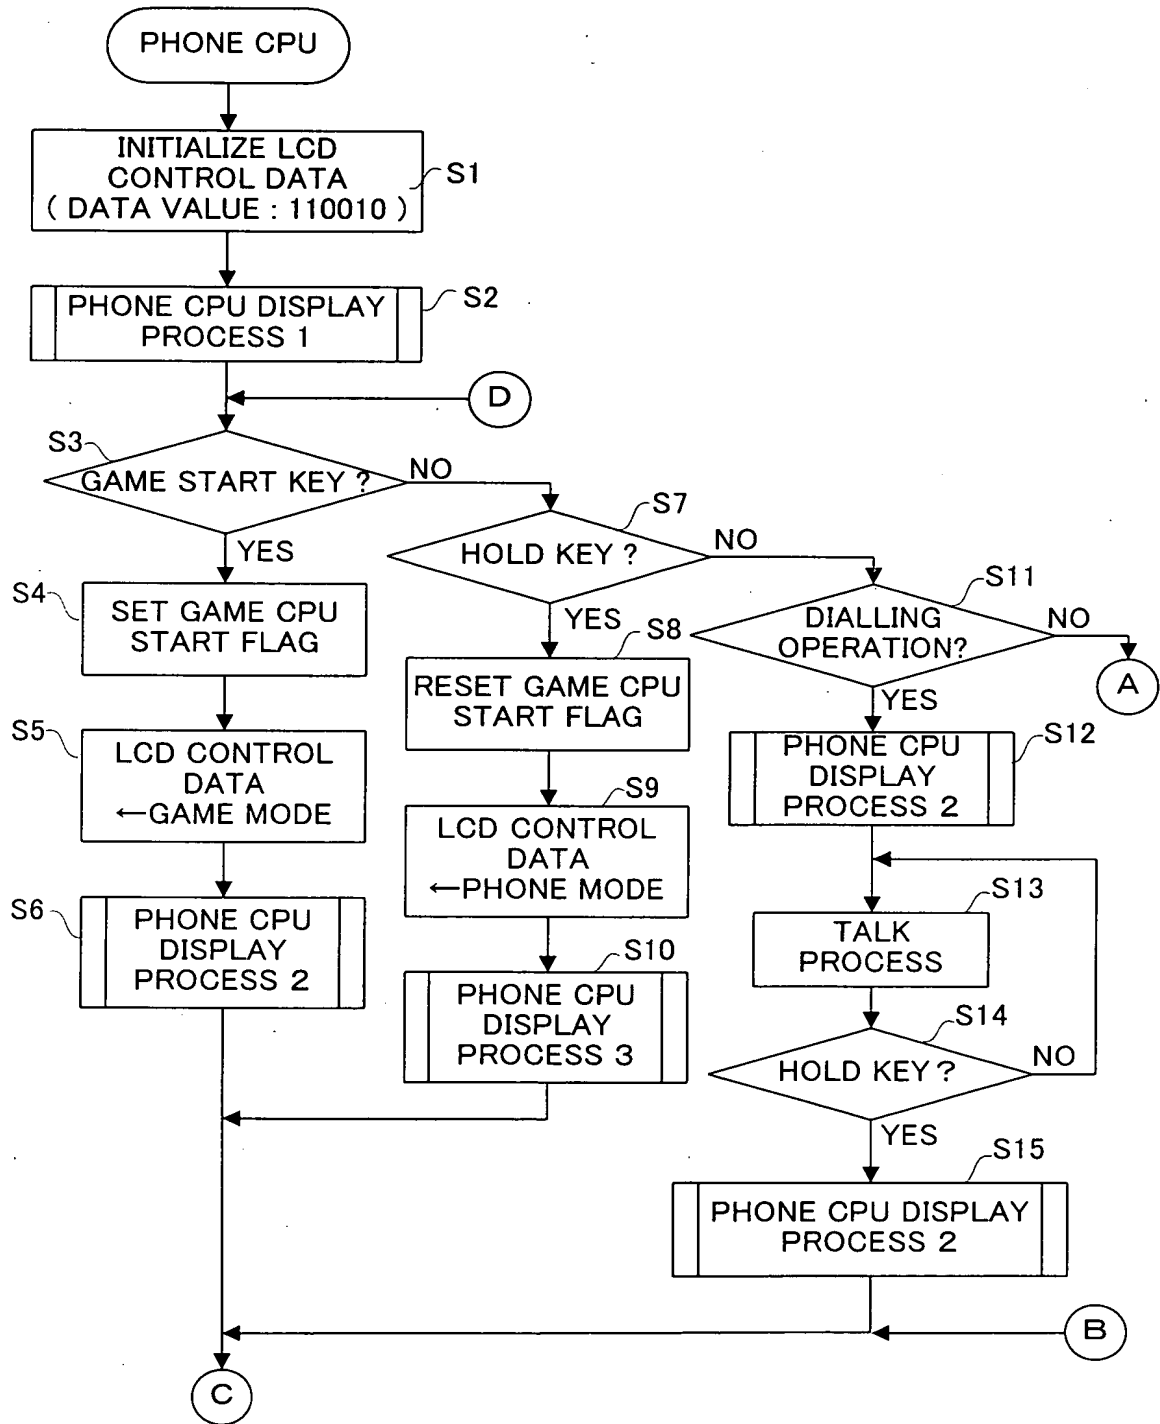 PHONE CPU
INITIALIZE LCD
CONTROL DATA
( DATA VALUE : 110010 )
S1
PHONE CPU DISPLAY
PROCESS 1
S2
D
S3
GAME START KEY ?
NO
YES
S7
HOLD KEY ?
NO
YES
S11
DIALLING
OPERATION?
NO
YES
A
S4
SET GAME CPU
START FLAG
S8
RESET GAME CPU
START FLAG
S5
LCD CONTROL
DATA
←GAME MODE
S9
LCD CONTROL
DATA
←PHONE MODE
S12
PHONE CPU
DISPLAY
PROCESS 2
S6
PHONE CPU
DISPLAY
PROCESS 2
S10
PHONE CPU
DISPLAY
PROCESS 3
S13
TALK
PROCESS
S14
HOLD KEY ?
NO
YES
S15
PHONE CPU DISPLAY
PROCESS 2
B
C